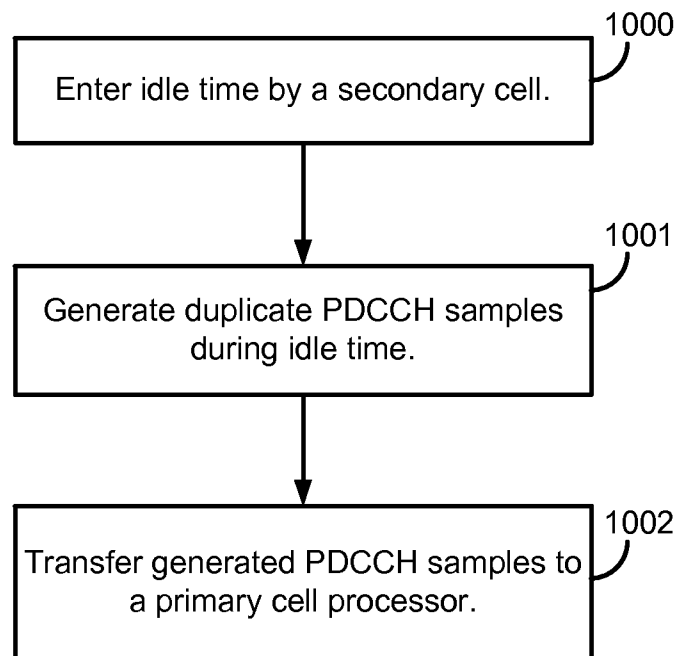 1000
Enter idle time by a secondary cell.
1001
Generate duplicate PDCCH samples
during idle time.
1002
Transfer generated PDCCH samples to
a primary cell processor.